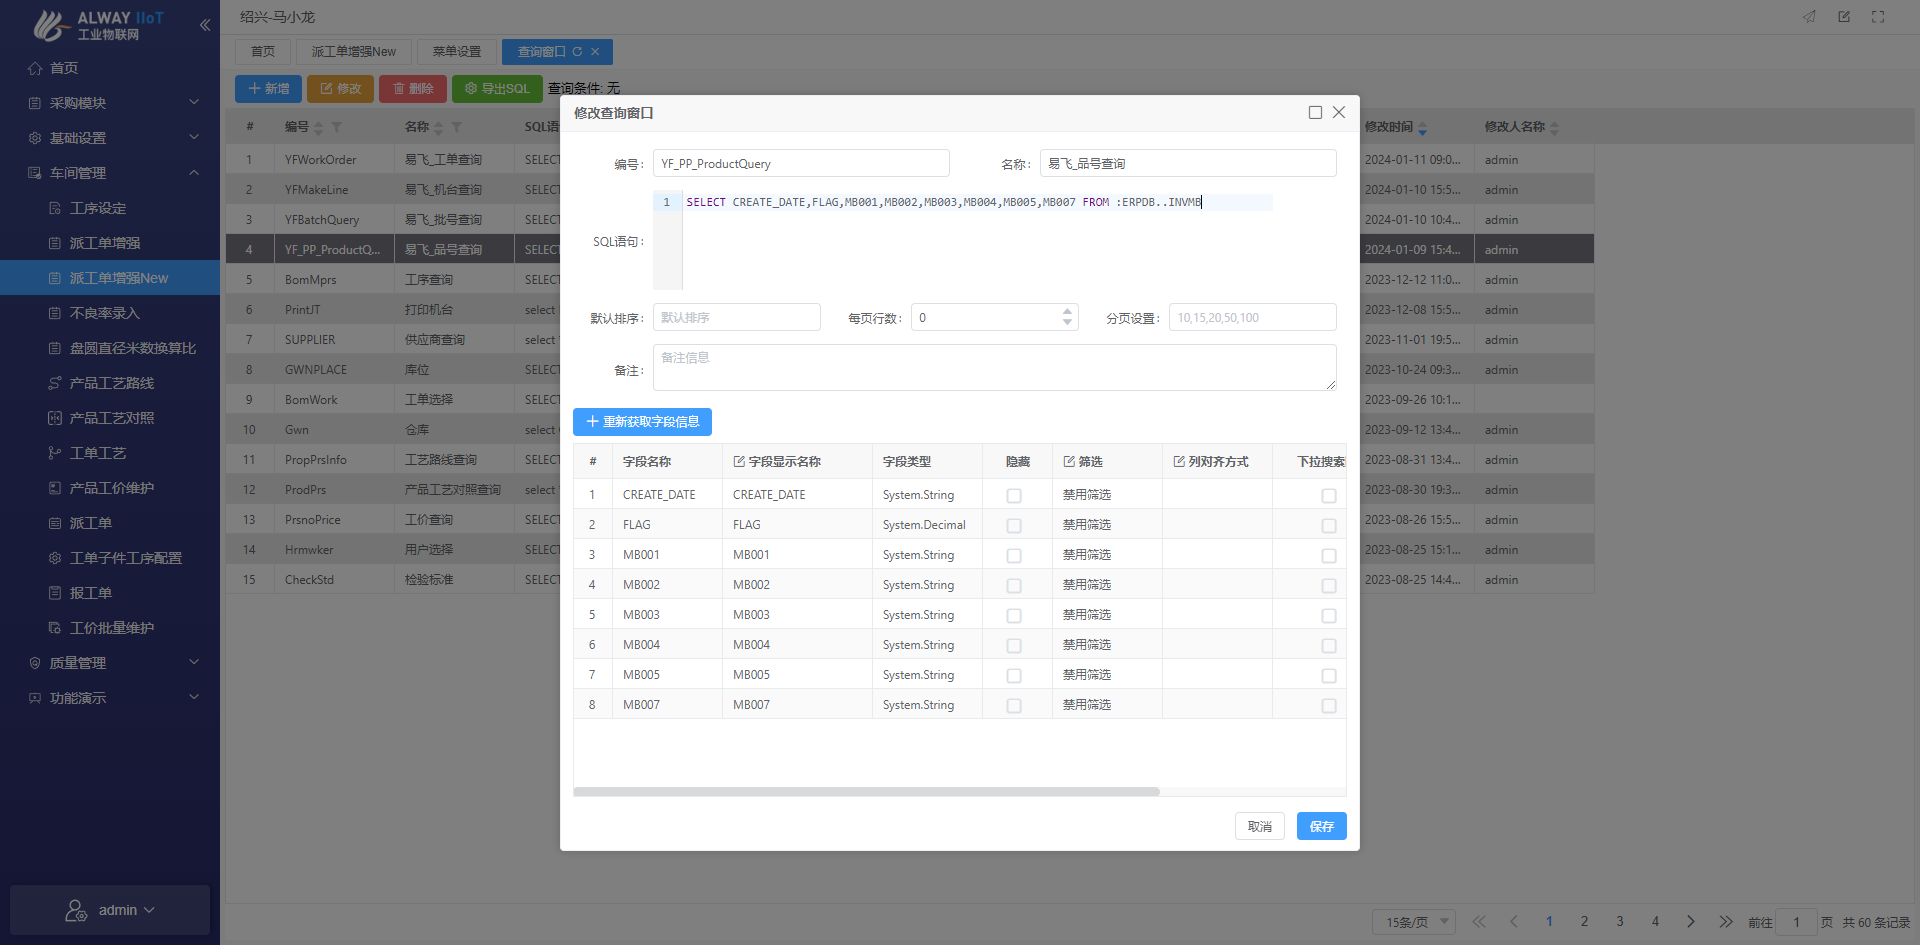 ALWAY IIoT
工业物联网
首页
采购模块
基础设置
车间管理
工序设定
派工单增强
派工单增强New
不良率录入
盘圆直径米数换算比
产品工艺路线
产品工艺对照
工单工艺
产品工价维护
派工单
工单子件工序配置
报工单
工价批量维护
质量管理
功能演示
admin
绍兴-马小龙
首页 派工单增强New 菜单设置 查询窗口
新增 修改 删除 导出SQL 查询条件: 无
# 编号 名称 SQL语 修改时间 修改人名称
1 YFWorkOrder 易飞_工单查询 SELECT 2024-01-11 09:0... admin
2 YFMakeLine 易飞_机台查询 SELECT 2024-01-10 15:5... admin
3 YFBatchQuery 易飞_批号查询 SELECT 2024-01-10 10:4... admin
4 YF_PP_ProductQ... 易飞_品号查询 SELECT 2024-01-09 15:4... admin
5 BomMprs 工序查询 SELECT 2023-12-12 11:0... admin
6 PrintJT 打印机台 select 2023-12-08 15:5... admin
7 SUPPLIER 供应商查询 select 2023-11-01 19:5... admin
8 GWNPLACE 库位 SELECT 2023-10-24 09:3... admin
9 BomWork 工单选择 SELECT 2023-09-26 10:1...
10 Gwn 仓库 select 2023-09-12 13:4... admin
11 PropPrsInfo 工艺路线查询 SELECT 2023-08-31 13:4... admin
12 ProdPrs 产品工艺对照查询 select 2023-08-30 19:3... admin
13 PrsnoPrice 工价查询 SELECT 2023-08-26 15:5... admin
14 Hrmwker 用户选择 SELECT 2023-08-25 15:1... admin
15 CheckStd 检验标准 SELECT 2023-08-25 14:4... admin
修改查询窗口
编号: YF_PP_ProductQuery 名称: 易飞_品号查询
SQL语句: 1 SELECT CREATE_DATE,FLAG,MB001,MB002,MB003,MB004,MB005,MB007 FROM :ERPDB..INVMB
默认排序: 默认排序 每页行数: 0 分页设置: 10,15,20,50,100
备注: 备注信息
重新获取字段信息
# 字段名称 字段显示名称 字段类型 隐藏 筛选 列对齐方式 下拉搜索
1 CREATE_DATE CREATE_DATE System.String 禁用筛选
2 FLAG FLAG System.Decimal 禁用筛选
3 MB001 MB001 System.String 禁用筛选
4 MB002 MB002 System.String 禁用筛选
5 MB003 MB003 System.String 禁用筛选
6 MB004 MB004 System.String 禁用筛选
7 MB005 MB005 System.String 禁用筛选
8 MB007 MB007 System.String 禁用筛选
取消 保存
15条/页 1 2 3 4 前往 1 页 共 60 条记录